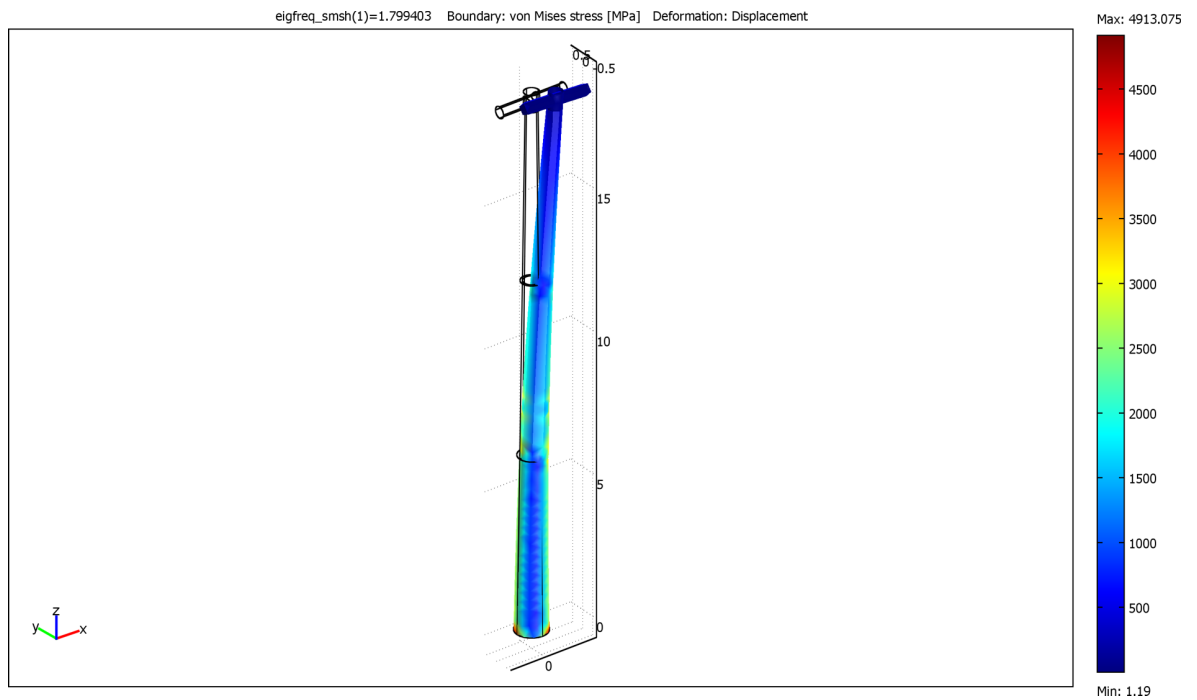 eigfreq_smsh(1)=1.799403 Boundary: von Mises stress [MPa] Deformation: Displacement
Max: 4913.075
0.5
0
-0.5
4500
4000
15
3500
3000
10
2500
2000
5
1500
1000
z
y
x
500
0
0
Min: 1.19